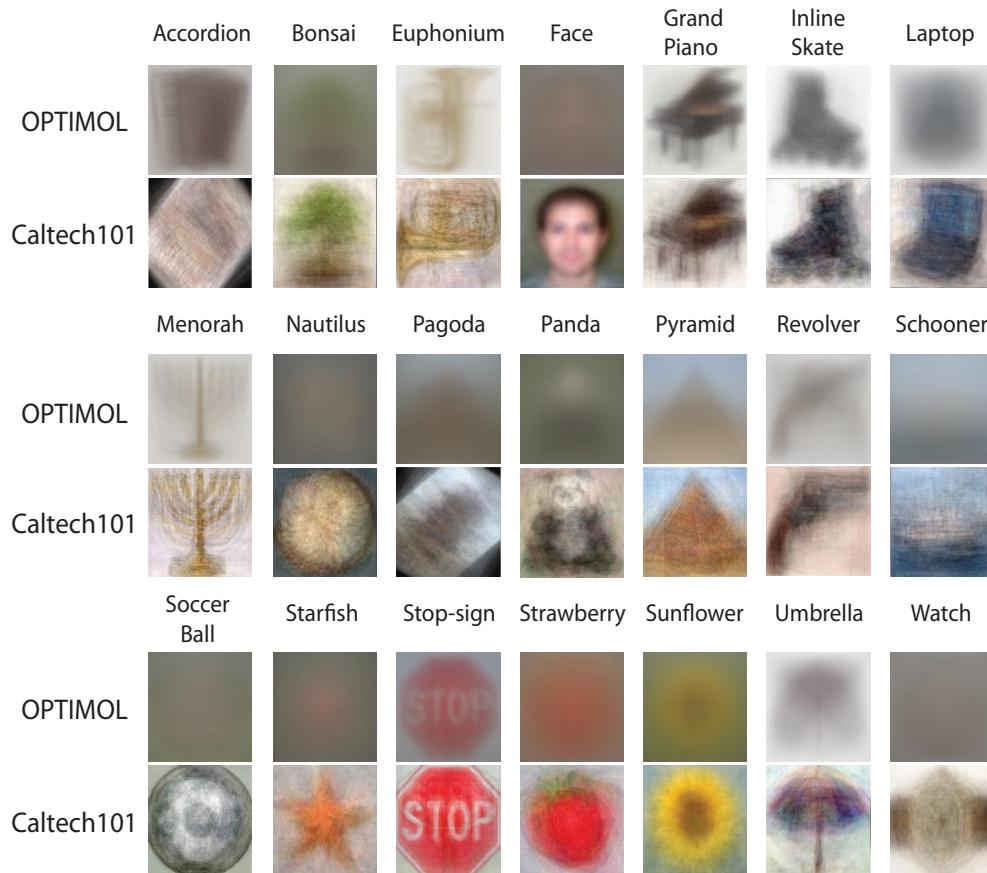 Accordion Bonsai Euphonium Face Grand Piano Inline Skate Laptop
OPTIMOL
Caltech101
Menorah Nautilus Pagoda Panda Pyramid Revolver Schooner
OPTIMOL
Caltech101
Soccer Ball Starfish Stop-sign Strawberry Sunflower Umbrella Watch
OPTIMOL
STOP
Caltech101
STOP